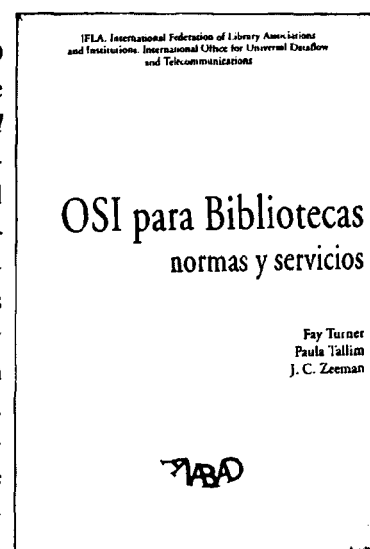 IFLA. International Federation of Library Associations
and Institutions. International Office for Universal Dataflow
and Telecommunications
OSI para Bibliotecas
normas y servicios
Fay Turner
Paula Tallim
J. C. Zeeman
ANABAD